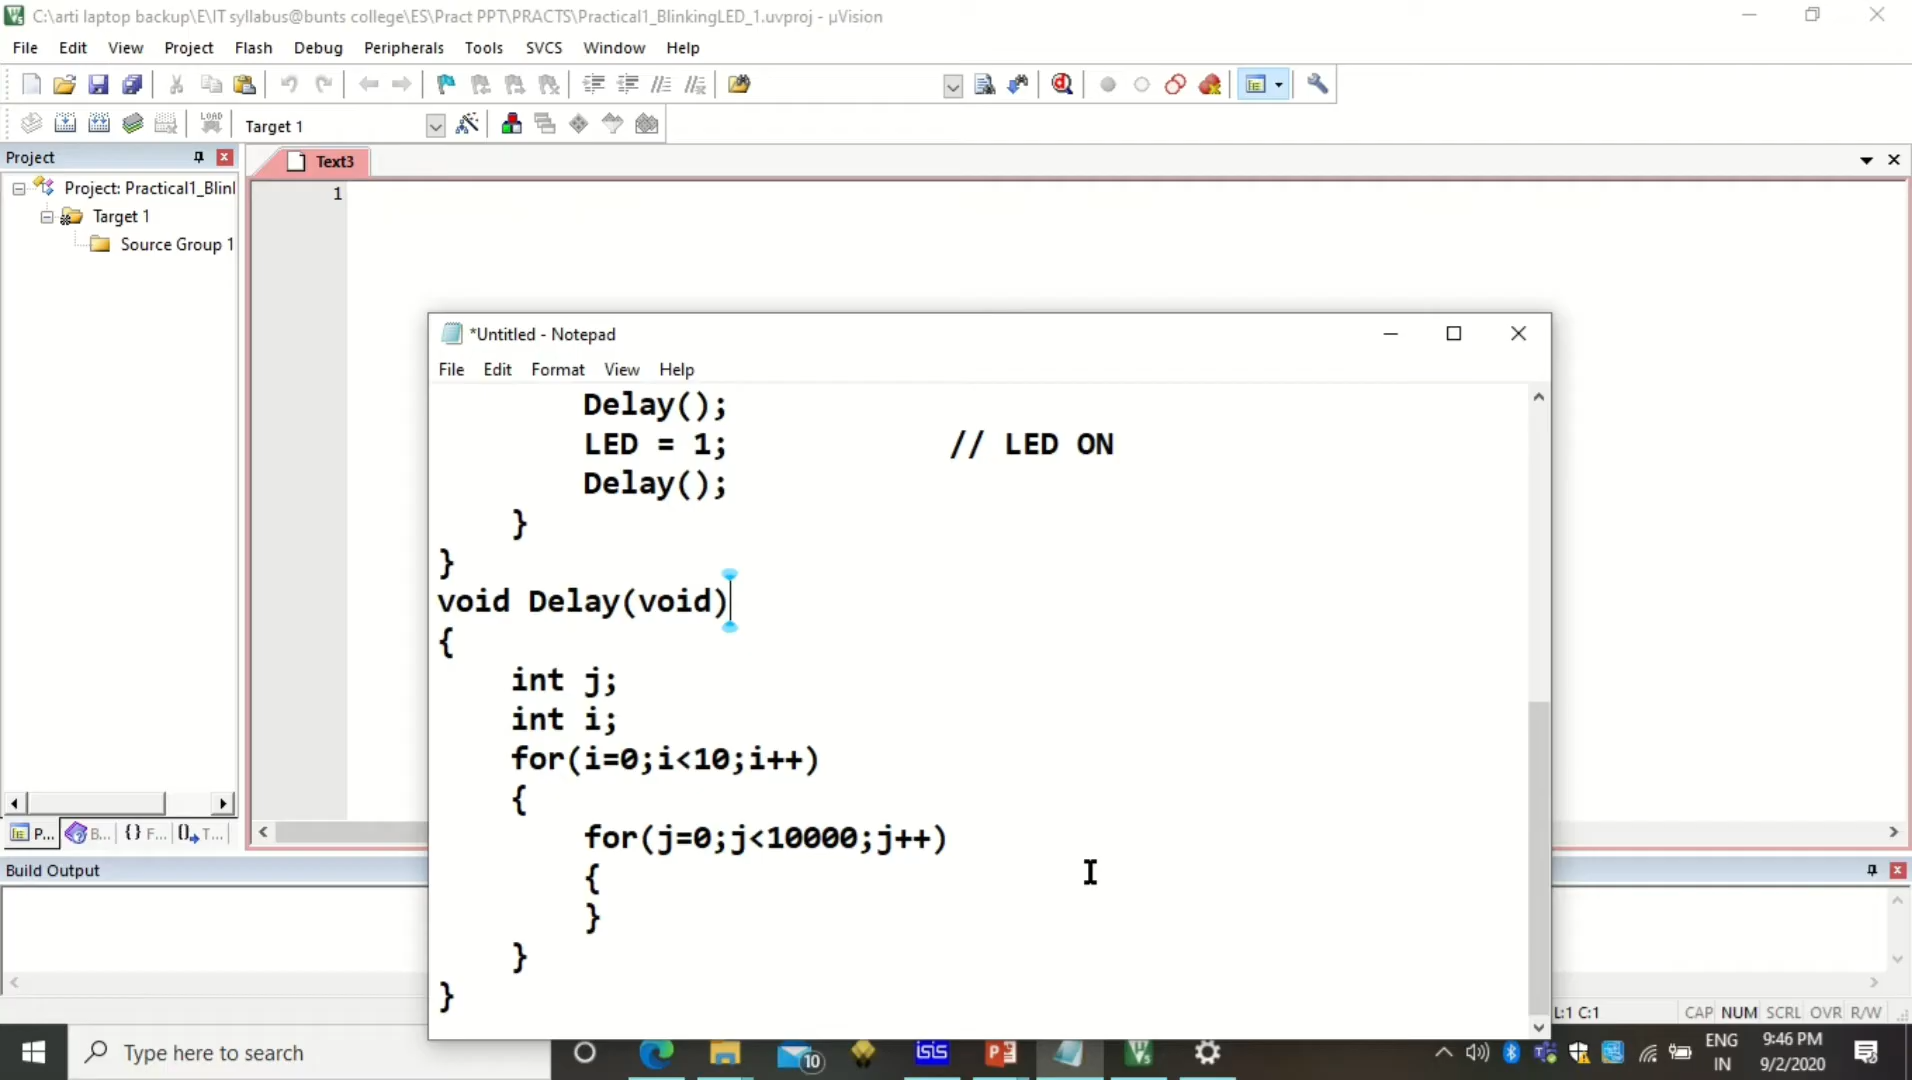 C:\arti laptop backup\E\IT syllabus@bunts college\ES\Pract PPT\PRACTS\Practical1_BlinkingLED_1.uvproj - µVision
File Edit View Project Flash Debug Peripherals Tools SVCS Window Help
LOAD
Target 1
Project
Text3
Project: Practical1_Blinl
Target 1
Source Group 1
1
*Untitled - Notepad
File Edit Format View Help
Delay();
LED = 1; // LED ON
Delay();
}
}
void Delay(void)
{
int j;
int i;
for(i=0;i<10;i++)
{
for(j=0;j<10000;j++)
{
}
}
}
P... B... {} F... T...
Build Output
L:1 C:1 CAP NUM SCRL OVR R/W
Type here to search
10
isis
ENG
IN
9:46 PM
9/2/2020